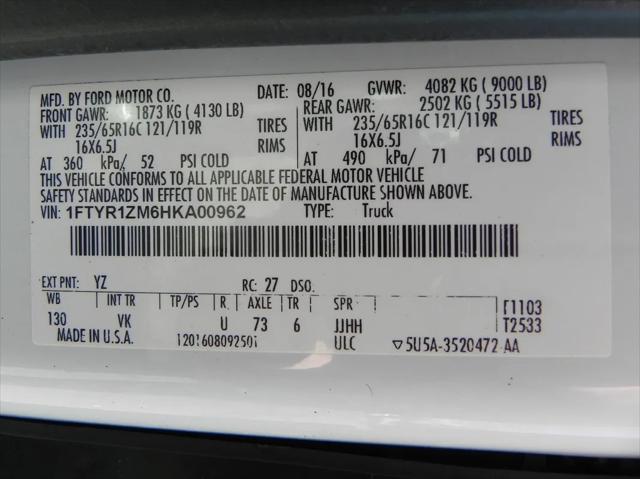 MFD. BY FORD MOTOR CO. DATE: 08/16 GVWR: 4082 KG ( 9000 LB)
FRONT GAWR: 1873 KG ( 4130 LB) REAR GAWR: 2502 KG ( 5515 LB)
WITH 235/65R16C 121/119R TIRES WITH 235/65R16C 121/119R TIRES
16X6.5J RIMS 16X6.5J RIMS
AT 360 kPa/ 52 PSI COLD AT 490 kPa/ 71 PSI COLD
THIS VEHICLE CONFORMS TO ALL APPLICABLE FEDERAL MOTOR VEHICLE
SAFETY STANDARDS IN EFFECT ON THE DATE OF MANUFACTURE SHOWN ABOVE.
VIN: 1FTYR1ZM6HKA00962 TYPE: Truck
EXT PNT: YZ RC: 27 DSO:
WB INT TR TP/PS R. AXLE TR SPR T1103
130 VK U 73 6 JJHH T2533
MADE IN U.S.A. 1201608092501 ULC ▽5U5A-3520472 AA